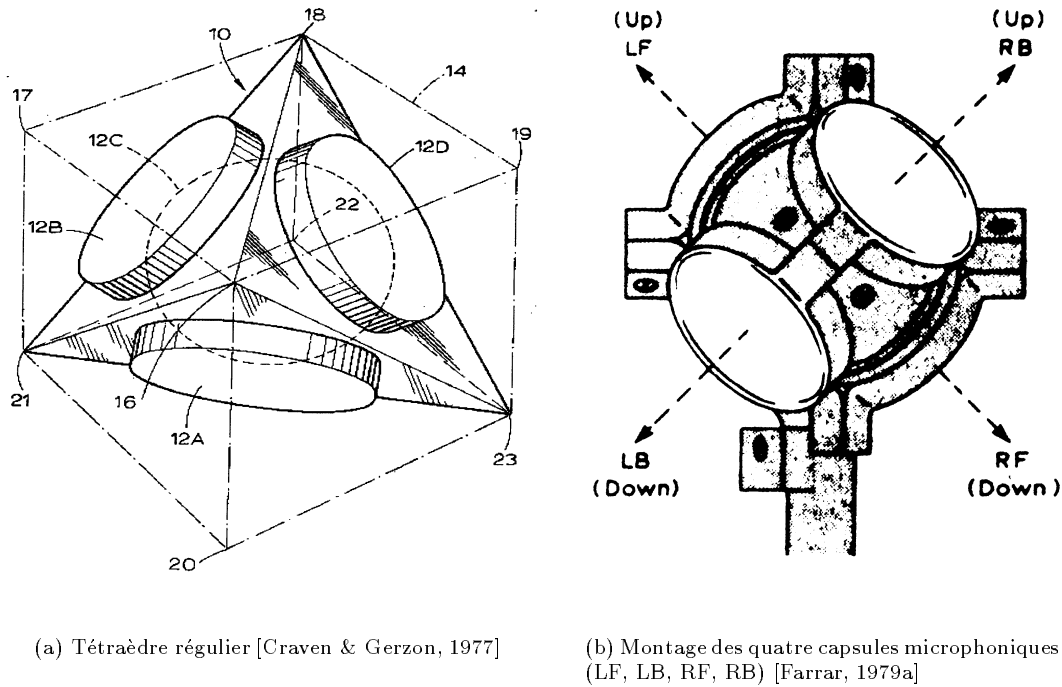 18
10
14
17
19
12C
12D
22
12B
21
16
12A
23
20
(Up)
LF
(Up)
RB
LB
(Down)
RF
(Down)
(a) Tétraèdre régulier [Craven & Gerzon, 1977]
(b) Montage des quatre capsules microphoniques
(LF, LB, RF, RB) [Farrar, 1979a]